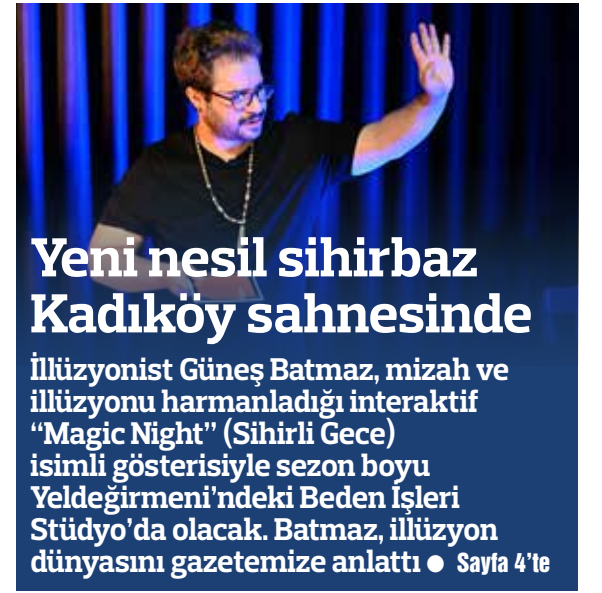 Yeni nesil sihirbaz
Kadıköy sahnesinde
İllüzyonist Güneş Batmaz, mizah ve
illüzyonu harmanladığı interaktif
“Magic Night” (Sihirli Gece)
isimli gösterisiyle sezon boyu
Yeldeğirmeni’ndeki Beden İşleri
Stüdyo’da olacak. Batmaz, illüzyon
dünyasını gazetemize anlattı ● Sayfa 4’te